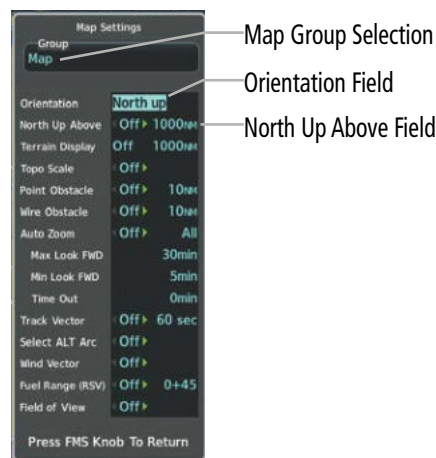 Map Settings
Group
Map
Orientation North up
North Up Above Off 1000NM
Terrain Display Off 1000NM
Topo Scale Off
Point Obstacle Off 10NM
Wire Obstacle Off 10NM
Auto Zoom Off All
Max Look FWD 30min
Min Look FWD 5min
Time Out 0min
Track Vector Off 60 sec
Select ALT Arc Off
Wind Vector Off
Fuel Range (RSV) Off 0+45
Field of View Off
Press FMS Knob To Return
Map Group Selection
Orientation Field
North Up Above Field